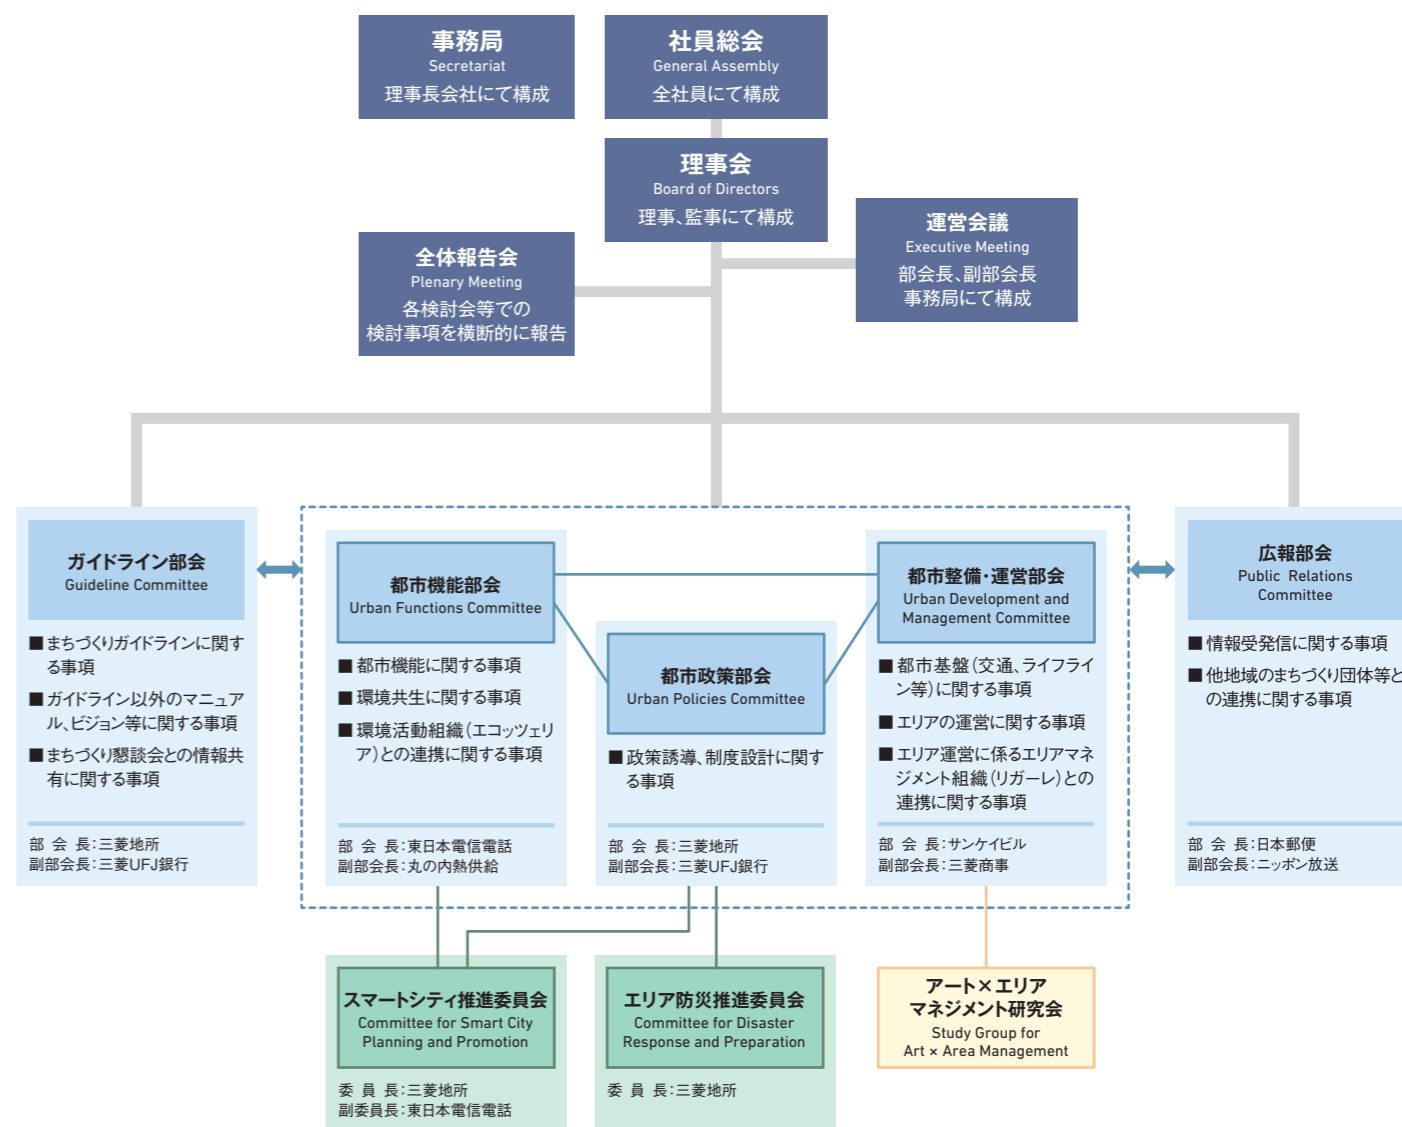 事務局
Secretariat
理事長会社にて構成
社員総会
General Assembly
全社員にて構成
理事会
Board of Directors
理事、監事にて構成
運営会議
Executive Meeting
部会長、副部会長
事務局にて構成
全体報告会
Plenary Meeting
各検討会等での
検討事項を横断的に報告
ガイドライン部会
Guideline Committee
■まちづくりガイドラインに関す
る事項
■ガイドライン以外のマニュア
ル、ビジョン等に関する事項
■まちづくり懇談会との情報共
有に関する事項
部 会 長：三菱地所
副部会長：三菱UFJ銀行
都市機能部会
Urban Functions Committee
■都市機能に関する事項
■環境共生に関する事項
■環境活動組織（エコッツェリ
ア）との連携に関する事項
部 会 長：東日本電信電話
副部会長：丸の内熱供給
都市政策部会
Urban Policies Committee
■政策誘導、制度設計に関す
る事項
部 会 長：三菱地所
副部会長：三菱UFJ銀行
都市整備・運営部会
Urban Development and
Management Committee
■都市基盤（交通、ライフライ
ン等）に関する事項
■エリアの運営に関する事項
■エリア運営に係るエリアマネ
ジメント組織（リガーレ）との
連携に関する事項
部 会 長：サンケイビル
副部会長：三菱商事
広報部会
Public Relations
Committee
■情報受発信に関する事項
■他地域のまちづくり団体等と
の連携に関する事項
部 会 長：日本郵便
副部会長：ニッポン放送
スマートシティ推進委員会
Committee for Smart City
Planning and Promotion
委 員 長：三菱地所
副委員長：東日本電信電話
エリア防災推進委員会
Committee for Disaster
Response and Preparation
委 員 長：三菱地所
アート×エリア
マネジメント研究会
Study Group for
Art × Area Management